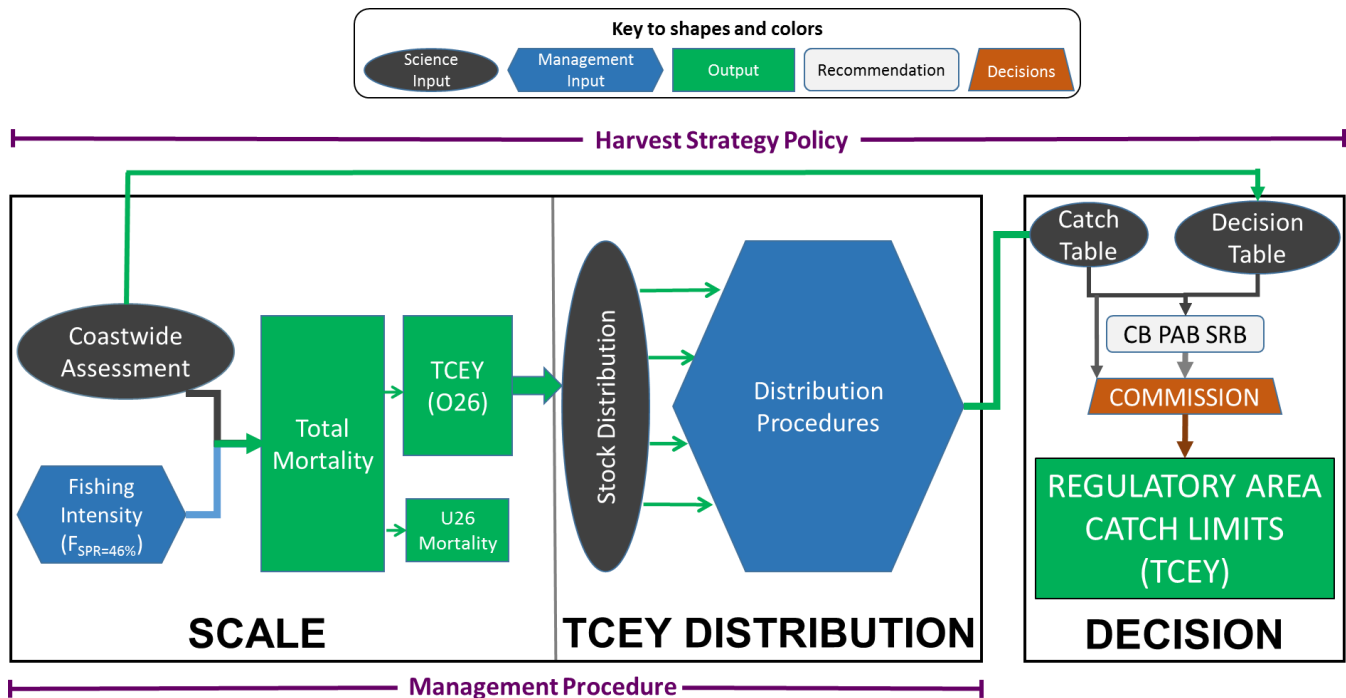 Key to shapes and colors
Science
Input
Management
Input
Output
Recommendation
Decisions
Harvest Strategy Policy
Coastwide
Assessment
Fishing
Intensity
(FSPR=46%)
Total
Mortality
TCEY
(O26)
U26
Mortality
SCALE
Stock Distribution
Distribution
Procedures
TCEY DISTRIBUTION
Catch
Table
Decision
Table
CB PAB SRB
COMMISSION
REGULATORY AREA
CATCH LIMITS
(TCEY)
DECISION
Management Procedure